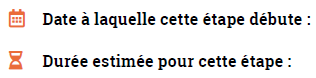 Date à laquelle cette étape débute :
Durée estimée pour cette étape :